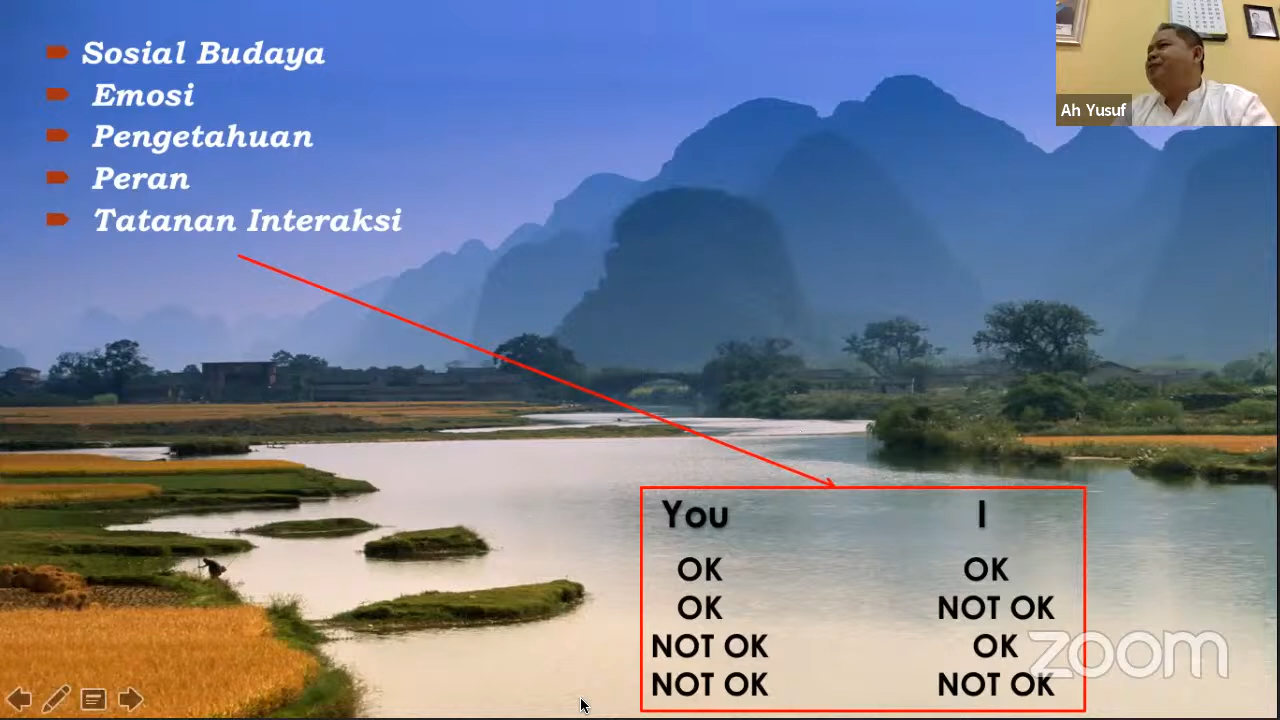 Sosial Budaya
Emosi
Pengetahuan
Peran
Tatanan Interaksi
Ah Yusuf
You I
OK OK
OK NOT OK
NOT OK OK
NOT OK NOT OK
zoom